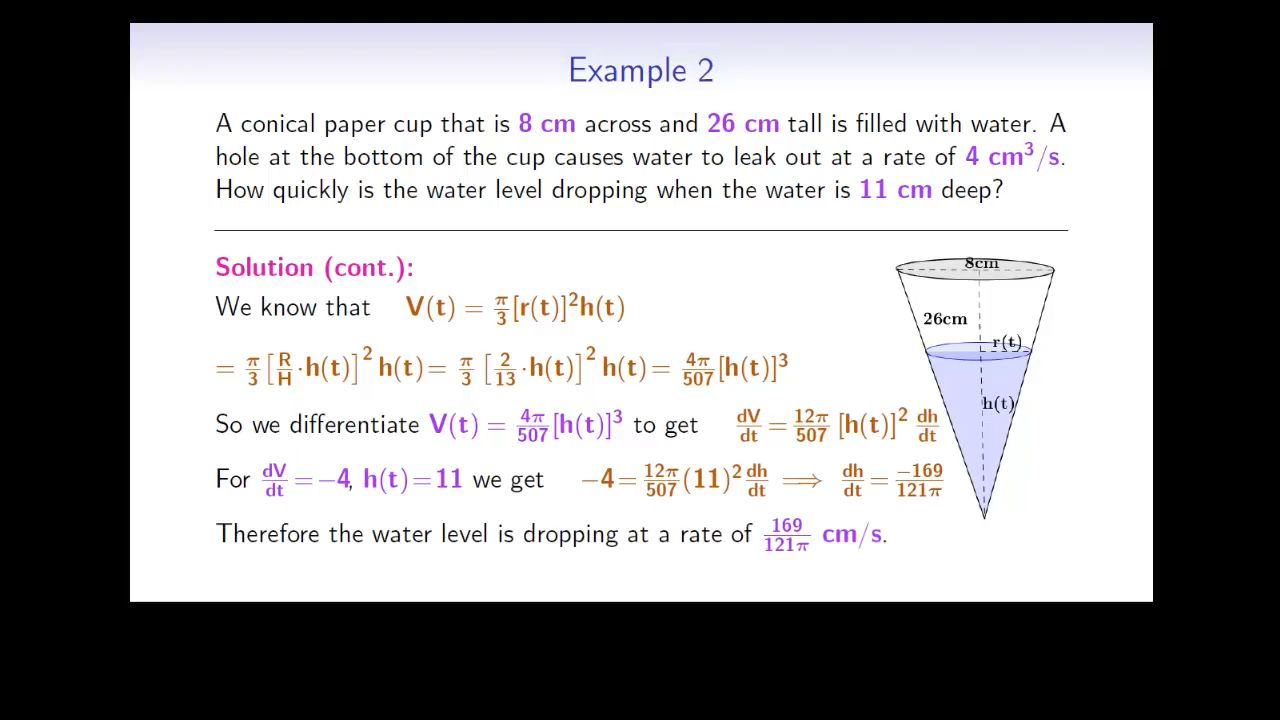 Example 2
A conical paper cup that is 8 cm across and 26 cm tall is filled with water. A
hole at the bottom of the cup causes water to leak out at a rate of 4 cm³/s.
How quickly is the water level dropping when the water is 11 cm deep?
Solution (cont.):
We know that V(t) = π/3 [r(t)]²h(t)
= π/3 [R/H · h(t)]² h(t) = π/3 [2/13 · h(t)]² h(t) = 4π/507 [h(t)]³
So we differentiate V(t) = 4π/507 [h(t)]³ to get dV/dt = 12π/507 [h(t)]² dh/dt
For dV/dt = −4, h(t) = 11 we get −4 = 12π/507 (11)² dh/dt ⟹ dh/dt = −169/121π
Therefore the water level is dropping at a rate of 169/121π cm/s.
8cm
26cm
r(t)
h(t)